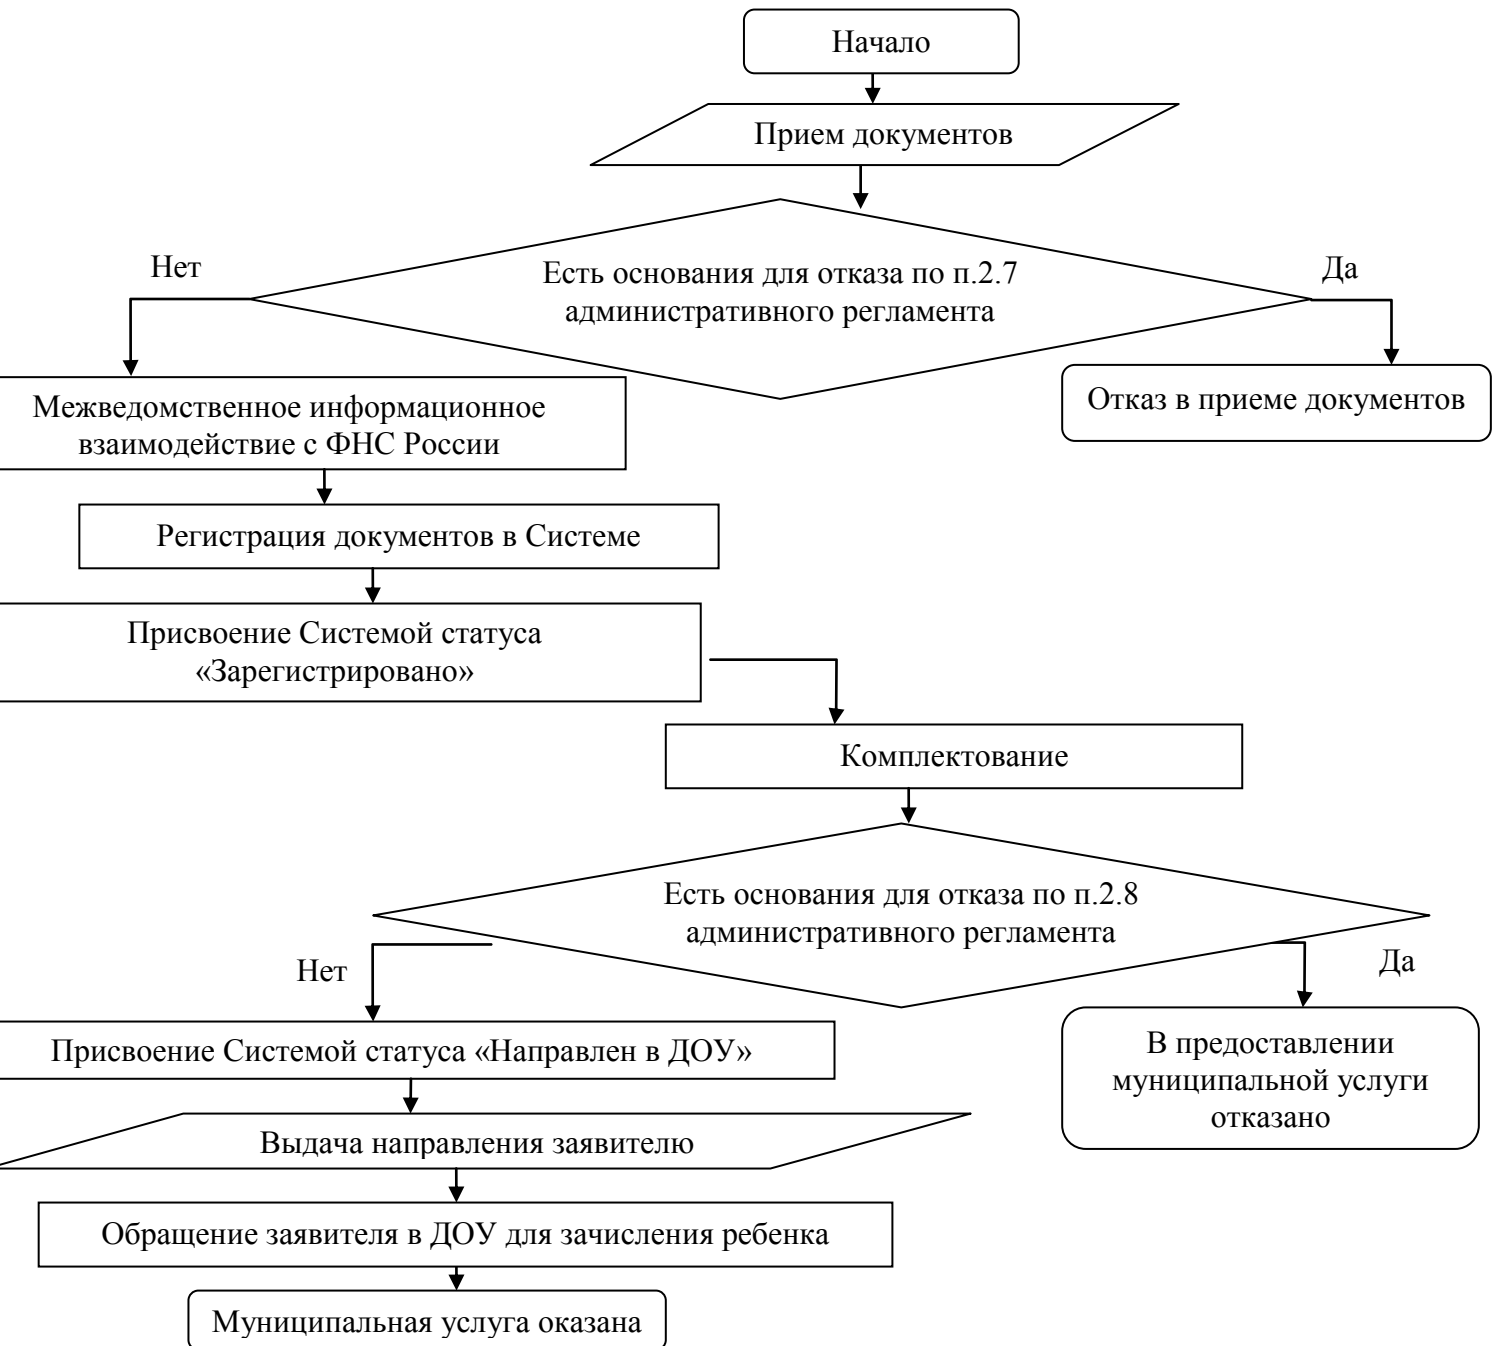 Начало
Прием документов
Нет
Есть основания для отказа по п.2.7
административного регламента
Да
Межведомственное информационное
взаимодействие с ФНС России
Отказ в приеме документов
Регистрация документов в Системе
Присвоение Системой статуса
«Зарегистрировано»
Комплектование
Есть основания для отказа по п.2.8
административного регламента
Нет
Да
Присвоение Системой статуса «Направлен в ДОУ»
В предоставлении
муниципальной услуги
отказано
Выдача направления заявителю
Обращение заявителя в ДОУ для зачисления ребенка
Муниципальная услуга оказана